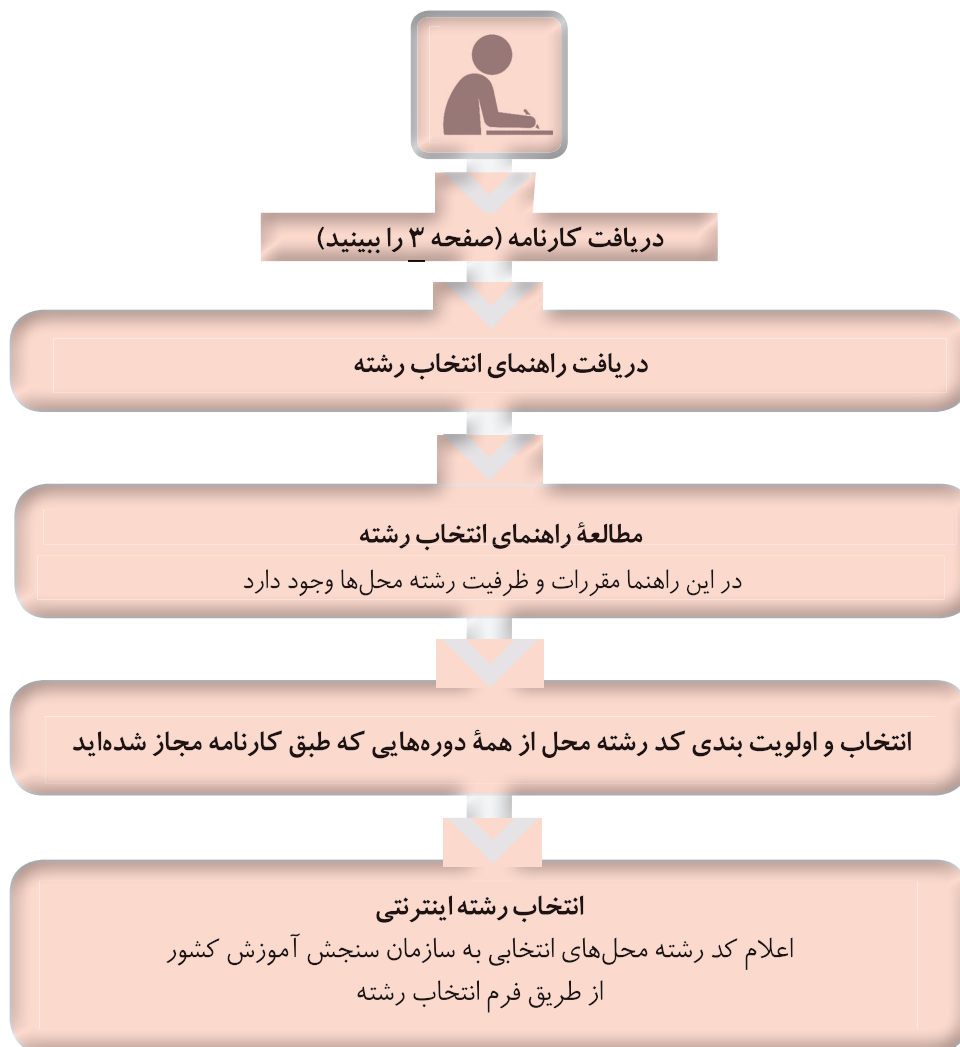 دریافت کارنامه (صفحه ۳ را ببینید)
دریافت راهنمای انتخاب رشته
مطالعهٔ راهنمای انتخاب رشته
در این راهنما مقررات و ظرفیت رشته محل‌ها وجود دارد
انتخاب و اولویت بندی کد رشته محل از همهٔ دوره‌هایی که طبق کارنامه مجاز شده‌اید
انتخاب رشته اینترنتی
اعلام کد رشته محل‌های انتخابی به سازمان سنجش آموزش کشور
از طریق فرم انتخاب رشته